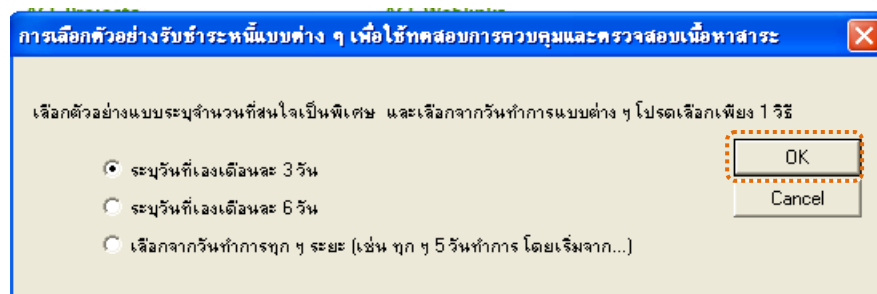 การเลือกตัวอย่างรับชำระหนี้แบบต่าง ๆ เพื่อใช้ทดสอบการควบคุมและตรวจสอบเนื้อหาสาระ
เลือกตัวอย่างแบบระบุจำนวนที่สนใจเป็นพิเศษ และเลือกจากวันทำการแบบต่าง ๆ โปรดเลือกเพียง 1 วิธี
ระบุวันที่เองเดือนละ 3 วัน
OK
ระบุวันที่เองเดือนละ 6 วัน
Cancel
เลือกจากวันทำการทุก ๆ ระยะ (เช่น ทุก ๆ 5 วันทำการ โดยเริ่มจาก...)